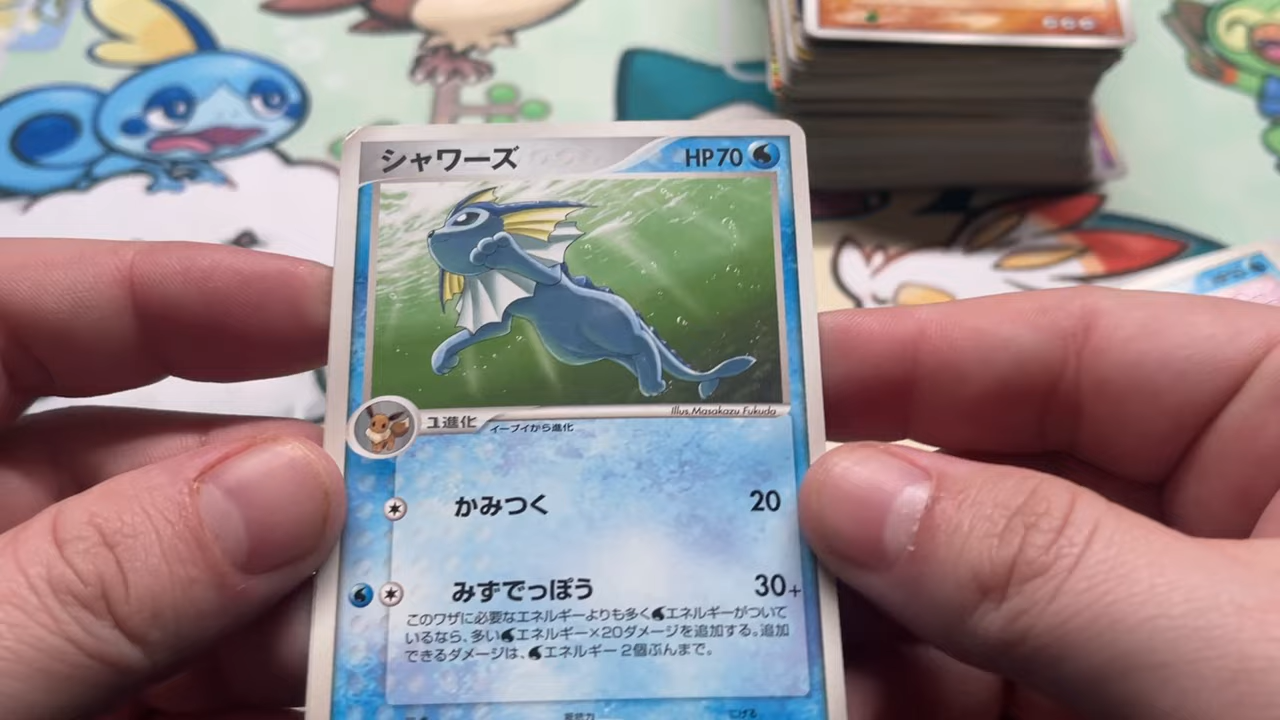 シャワーズ
HP70
Illus. Masakazu Fukuda
1進化
イーブイから進化
かみつく 20
みずでっぽう 30+
このワザに必要なエネルギーよりも多くエネルギーがついて
いるなら、多いエネルギー×20ダメージを追加する。追加
できるダメージは、エネルギー2個ぶんまで。